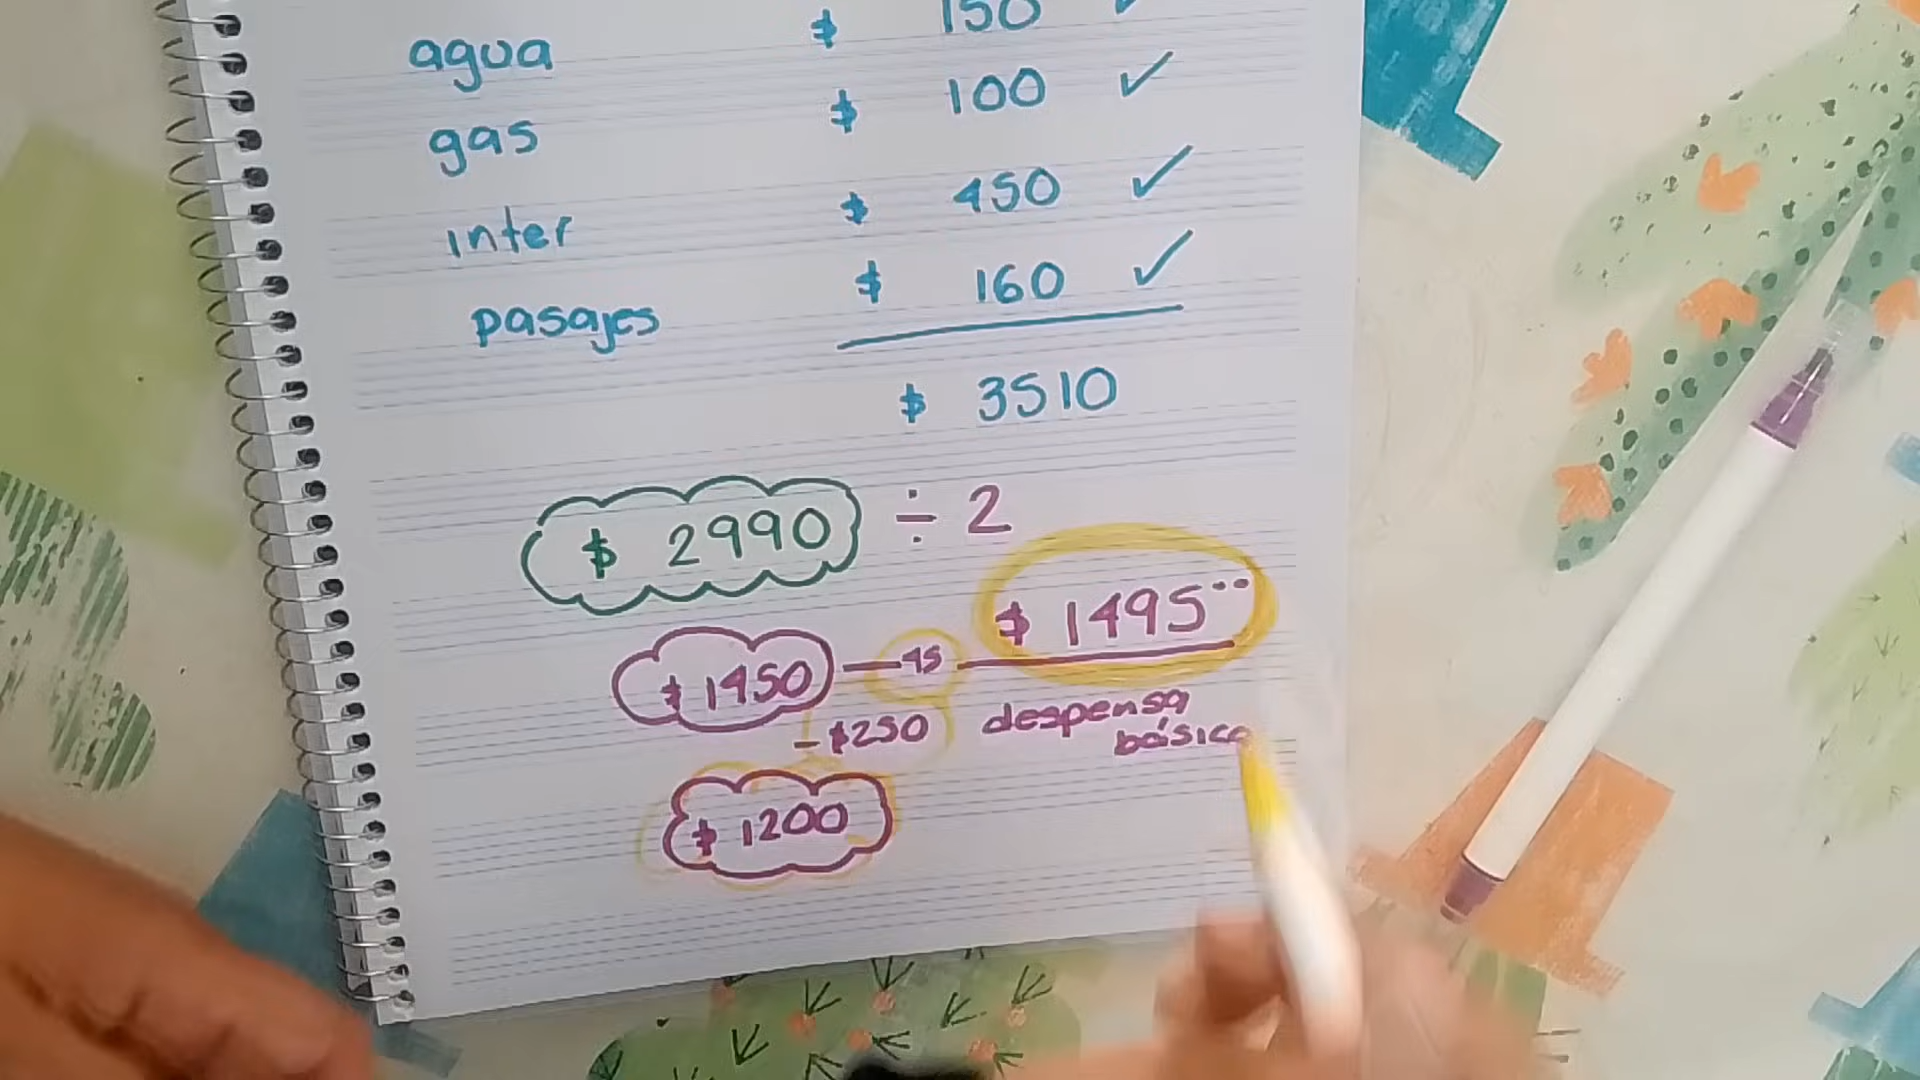 agua $ 150 ✓
gas $ 100 ✓
inter $ 450 ✓
pasajes $ 160 ✓
$ 3510
$ 2990 ÷ 2
$ 1495
$ 1450 — 45
- $250 despensa
básica
$ 1200